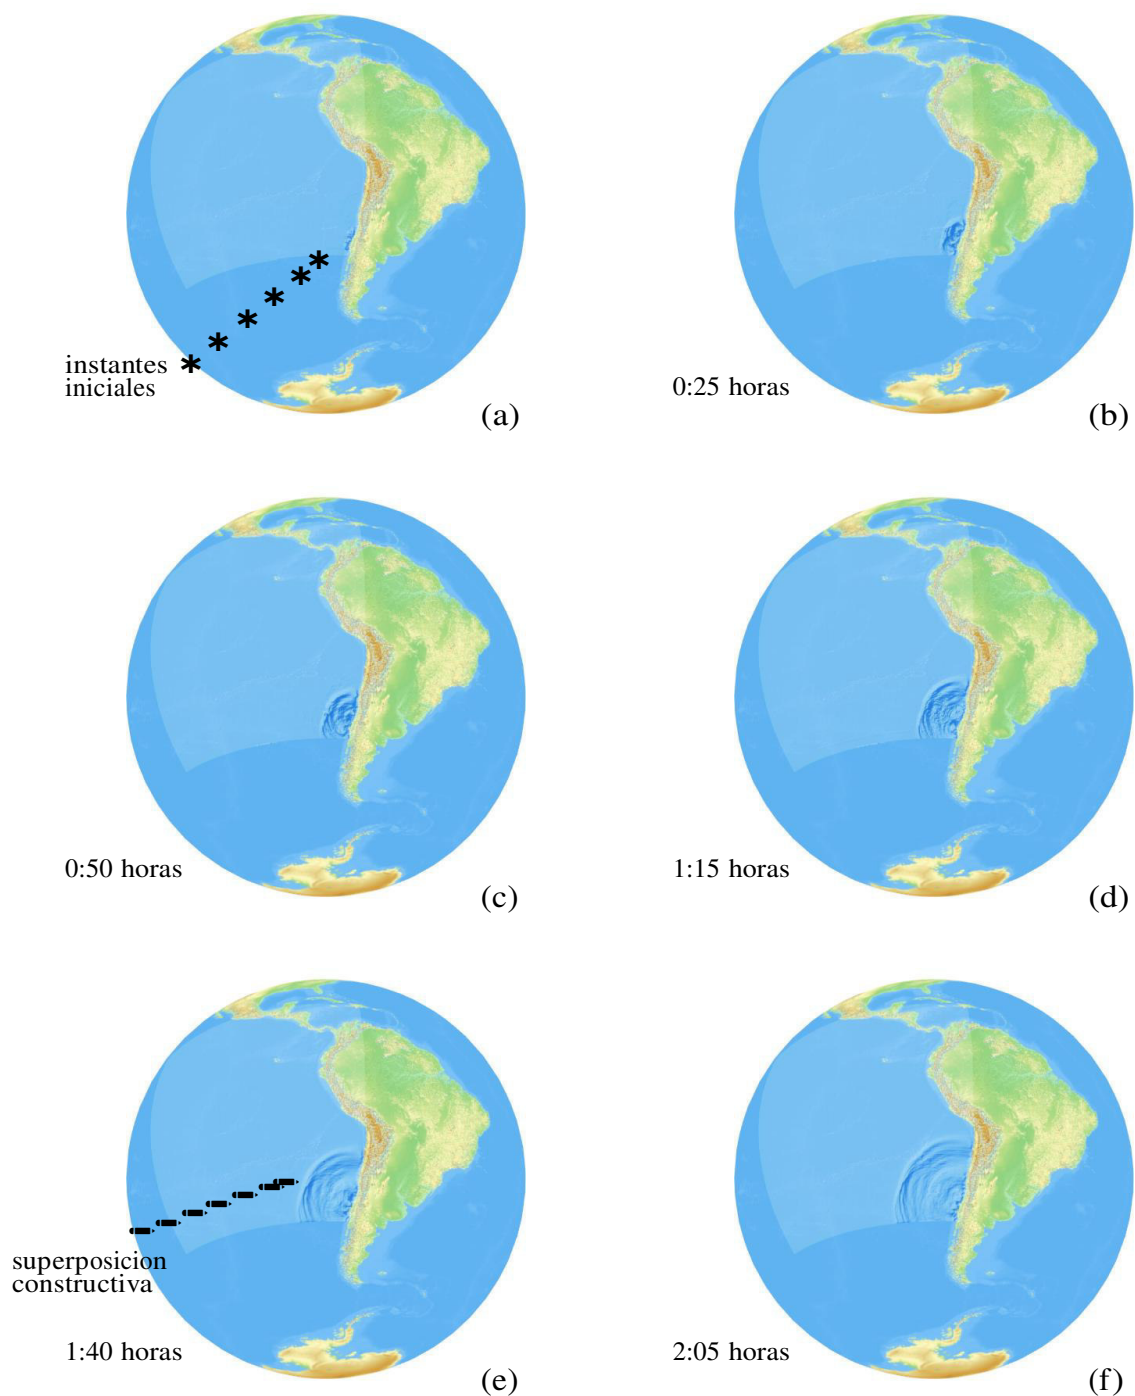 instantes
iniciales
(a)
0:25 horas
(b)
0:50 horas
(c)
1:15 horas
(d)
superposicion
constructiva
1:40 horas
(e)
2:05 horas
(f)